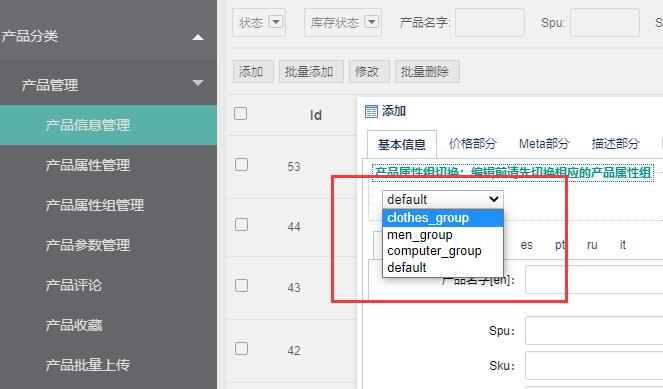 产品分类
产品管理
产品信息管理
产品属性管理
产品属性组管理
产品参数管理
产品评论
产品收藏
产品批量上传
状态 库存状态 产品名字: Spu: S
添加 批量添加 修改 批量删除
Id
53
44
43
42
添加
基本信息 价格部分 Meta部分 描述部分
产品属性组切换：编辑前请先切换相应的产品属性组
default
clothes_group
men_group
computer_group
default
es pt ru it
产品名字[en]:
Spu:
Sku: